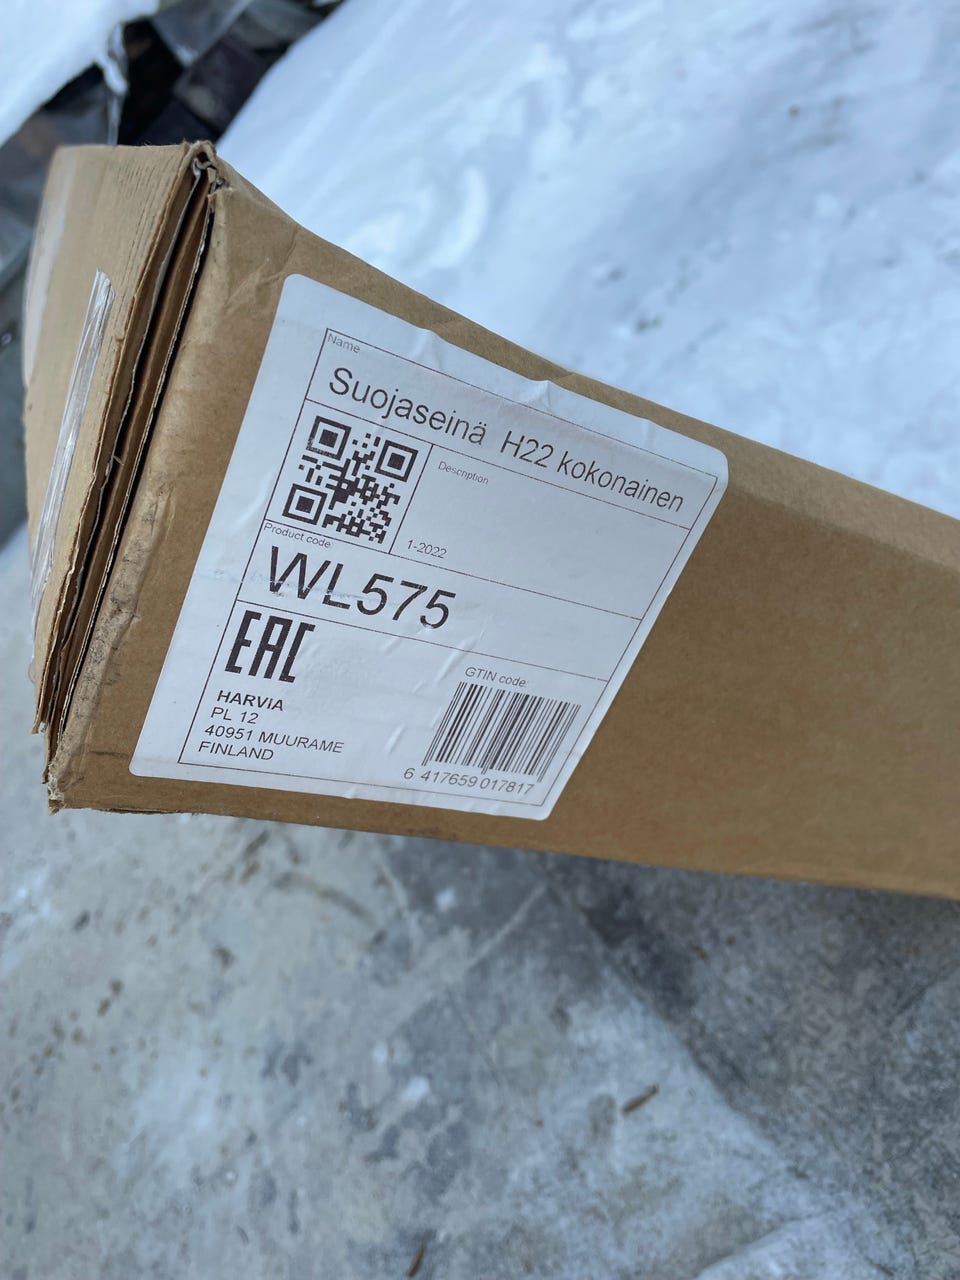 Name
Suojaseinä H22 kokonainen
Description
1-2022
Product code:
WL575
EAC
HARVIA
PL 12
40951 MUURAME
FINLAND
GTIN code:
6 417659 017817